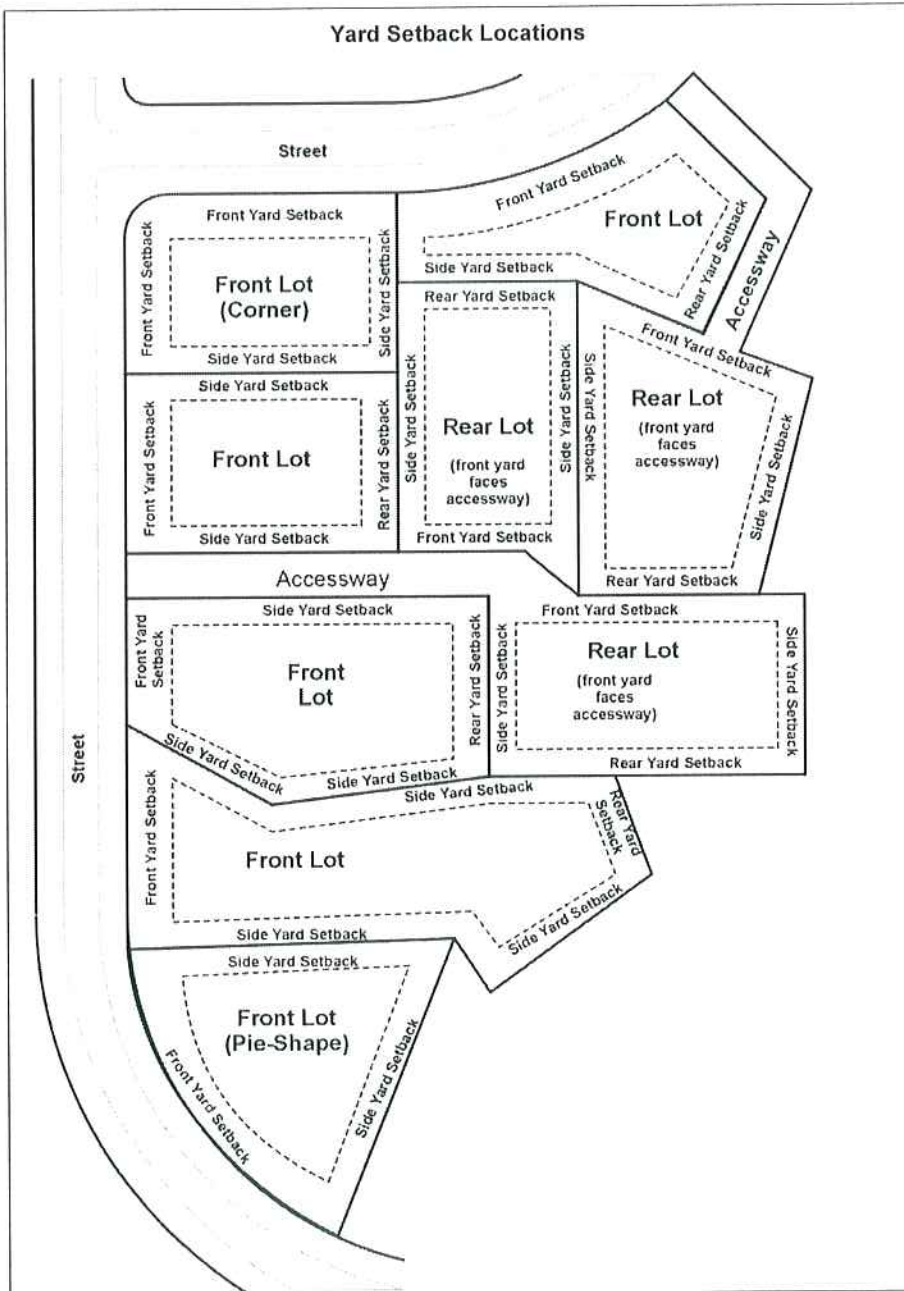 Yard Setback Locations
Street
Front Yard Setback
Front Lot
Rear Yard Setback
Side Yard Setback
Accessway
Front Yard Setback
Front Yard Setback
Front Lot
(Corner)
Side Yard Setback
Side Yard Setback
Side Yard Setback
Front Yard Setback
Front Lot
Rear Yard Setback
Side Yard Setback
Rear Yard Setback
Side Yard Setback
Rear Lot
(front yard
faces
accessway)
Side Yard Setback
Front Yard Setback
Front Yard Setback
Side Yard Setback
Rear Lot
(front yard
faces
accessway)
Side Yard Setback
Rear Yard Setback
Accessway
Side Yard Setback
Front Yard
Setback
Front
Lot
Rear Yard Setback
Side Yard Setback
Side Yard Setback
Front Yard Setback
Side Yard Setback
Rear Lot
(front yard
faces
accessway)
Side Yard Setback
Rear Yard Setback
Street
Side Yard Setback
Front Yard Setback
Front Lot
Rear Yard
Setback
Side Yard Setback
Side Yard Setback
Side Yard Setback
Front Lot
(Pie-Shape)
Front Yard Setback
Side Yard Setback